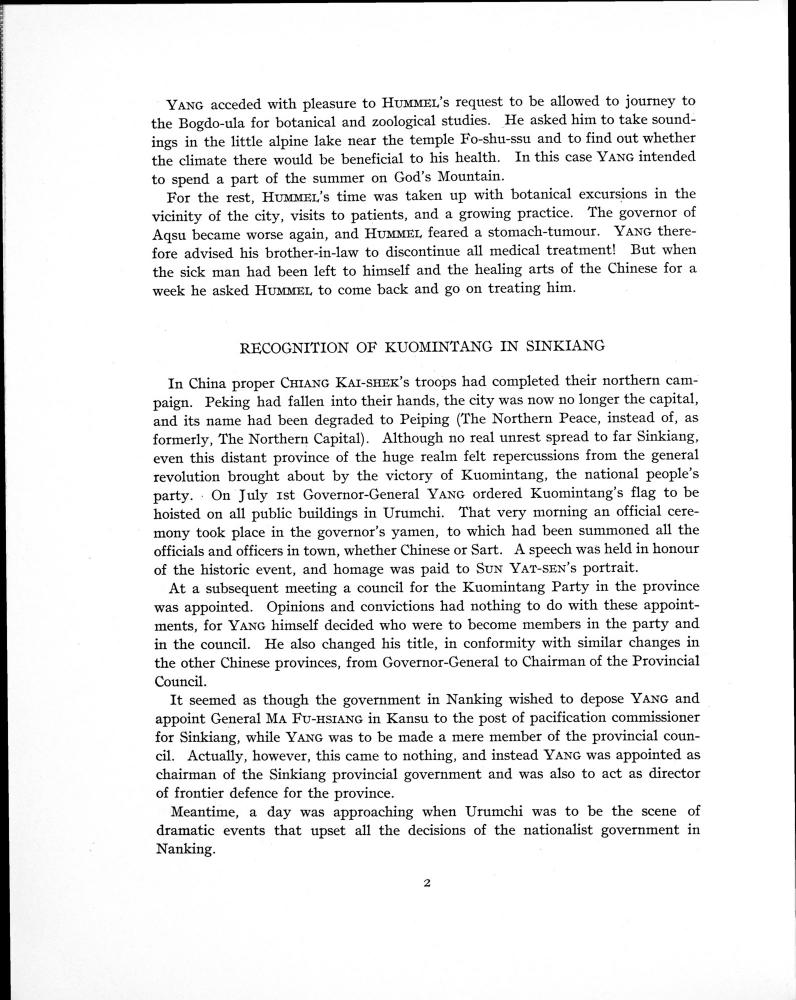 YANG acceded with pleasure to HUMMEL's request to be allowed to journey to
the Bogdo-ula for botanical and zoological studies. He asked him to take sound-
ings in the little alpine lake near the temple Fo-shu-ssu and to find out whether
the climate there would be beneficial to his health. In this case YANG intended
to spend a part of the summer on God's Mountain.
For the rest, HUMMEL's time was taken up with botanical excursions in the
vicinity of the city, visits to patients, and a growing practice. The governor of
Aqsu became worse again, and HUMMEL feared a stomach-tumour. YANG there-
fore advised his brother-in-law to discontinue all medical treatment! But when
the sick man had been left to himself and the healing arts of the Chinese for a
week he asked HUMMEL to come back and go on treating him.
RECOGNITION OF KUOMINTANG IN SINKIANG
In China proper CHIANG KAI-SHEK's troops had completed their northern cam-
paign. Peking had fallen into their hands, the city was now no longer the capital,
and its name had been degraded to Peiping (The Northern Peace, instead of, as
formerly, The Northern Capital). Although no real unrest spread to far Sinkiang,
even this distant province of the huge realm felt repercussions from the general
revolution brought about by the victory of Kuomintang, the national people's
party. On July 1st Governor-General YANG ordered Kuomintang's flag to be
hoisted on all public buildings in Urumchi. That very morning an official cere-
mony took place in the governor's yamen, to which had been summoned all the
officials and officers in town, whether Chinese or Sart. A speech was held in honour
of the historic event, and homage was paid to SUN YAT-SEN's portrait.
At a subsequent meeting a council for the Kuomintang Party in the province
was appointed. Opinions and convictions had nothing to do with these appoint-
ments, for YANG himself decided who were to become members in the party and
in the council. He also changed his title, in conformity with similar changes in
the other Chinese provinces, from Governor-General to Chairman of the Provincial
Council.
It seemed as though the government in Nanking wished to depose YANG and
appoint General MA FU-HSIANG in Kansu to the post of pacification commissioner
for Sinkiang, while YANG was to be made a mere member of the provincial coun-
cil. Actually, however, this came to nothing, and instead YANG was appointed as
chairman of the Sinkiang provincial government and was also to act as director
of frontier defence for the province.
Meantime, a day was approaching when Urumchi was to be the scene of
dramatic events that upset all the decisions of the nationalist government in
Nanking.
2